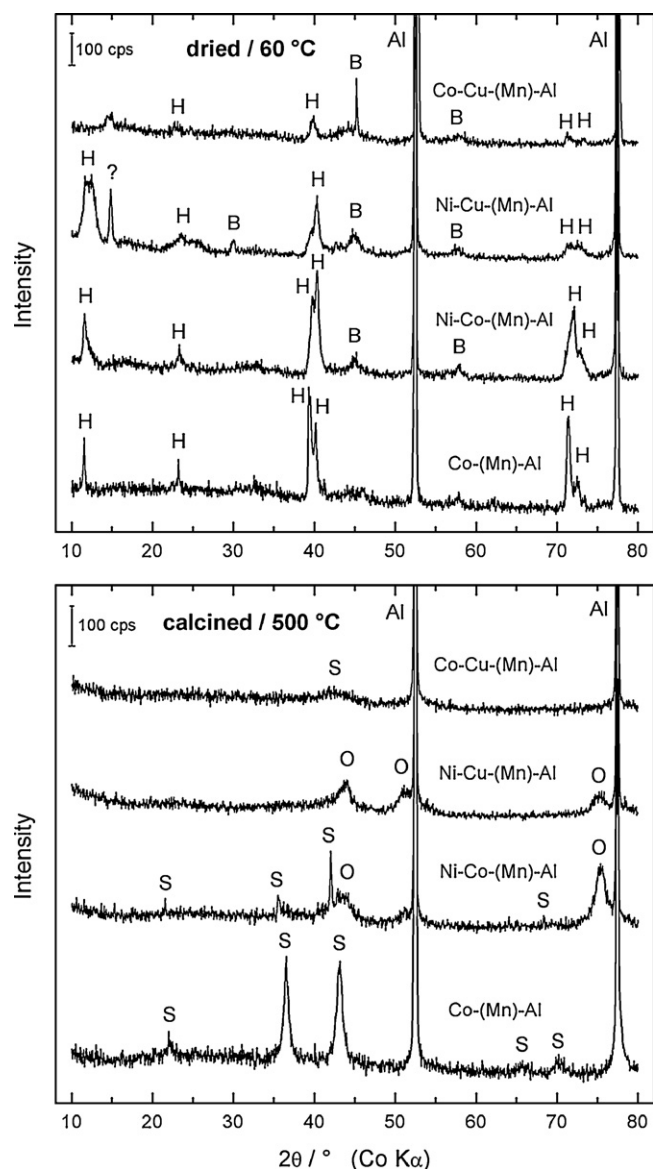 100 cps
dried / 60 °C
Al
Al
H
H
B
Co-Cu-(Mn)-Al
B
H
H
H
?
H
B
H
B
Ni-Cu-(Mn)-Al
B
H
H
H
H
H
H
B
Ni-Co-(Mn)-Al
B
H
H
H
H
H
H
Co-(Mn)-Al
H
H
Intensity
10 20 30 40 50 60 70 80
100 cps
calcined / 500 °C
Al
Al
S
Co-Cu-(Mn)-Al
O
O
Ni-Cu-(Mn)-Al
O
S
S
S
O
Ni-Co-(Mn)-Al
S
O
S
S
S
Co-(Mn)-Al
S
S
Intensity
10 20 30 40 50 60 70 80
2θ / ° (Co Kα)